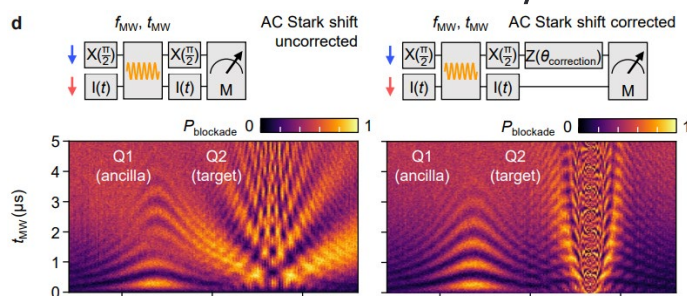 d
f_MW, t_MW
AC Stark shift
uncorrected
X(π/2)
X(π/2)
I(t)
I(t)
M
f_MW, t_MW
AC Stark shift corrected
X(π/2)
X(π/2)
Z(θ_correction)
I(t)
I(t)
M
P_blockade 0 1
P_blockade 0 1
5
4
3
2
1
0
t_MW (µs)
Q1
(ancilla)
Q2
(target)
Q1
(ancilla)
Q2
(target)